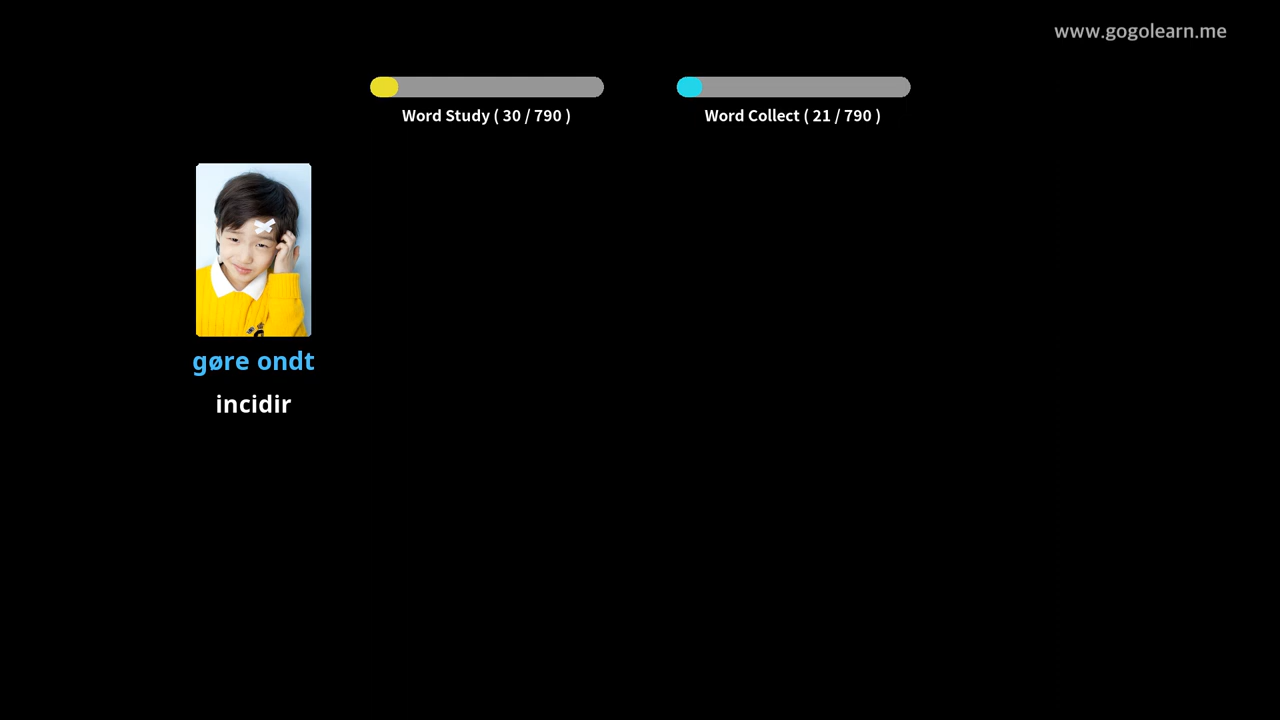 www.gogolearn.me
Word Study ( 30 / 790 )
Word Collect ( 21 / 790 )
gøre ondt
incidir